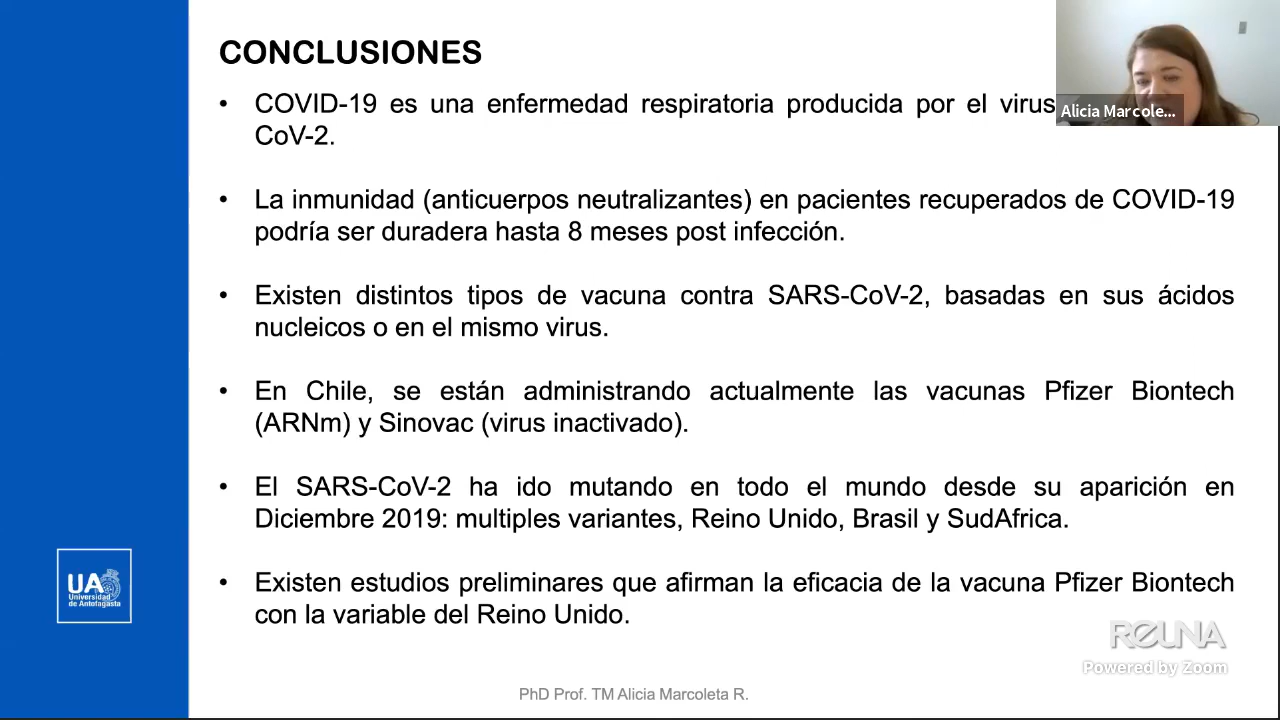 CONCLUSIONES
• COVID-19 es una enfermedad respiratoria producida por el virus
CoV-2.
• La inmunidad (anticuerpos neutralizantes) en pacientes recuperados de COVID-19
podría ser duradera hasta 8 meses post infección.
• Existen distintos tipos de vacuna contra SARS-CoV-2, basadas en sus ácidos
nucleicos o en el mismo virus.
• En Chile, se están administrando actualmente las vacunas Pfizer Biontech
(ARNm) y Sinovac (virus inactivado).
• El SARS-CoV-2 ha ido mutando en todo el mundo desde su aparición en
Diciembre 2019: multiples variantes, Reino Unido, Brasil y SudAfrica.
• Existen estudios preliminares que afirman la eficacia de la vacuna Pfizer Biontech
con la variable del Reino Unido.
Alicia Marcole...
UA
Universidad
de Antofagasta
REUNA
Powered by Zoom
PhD Prof. TM Alicia Marcoleta R.